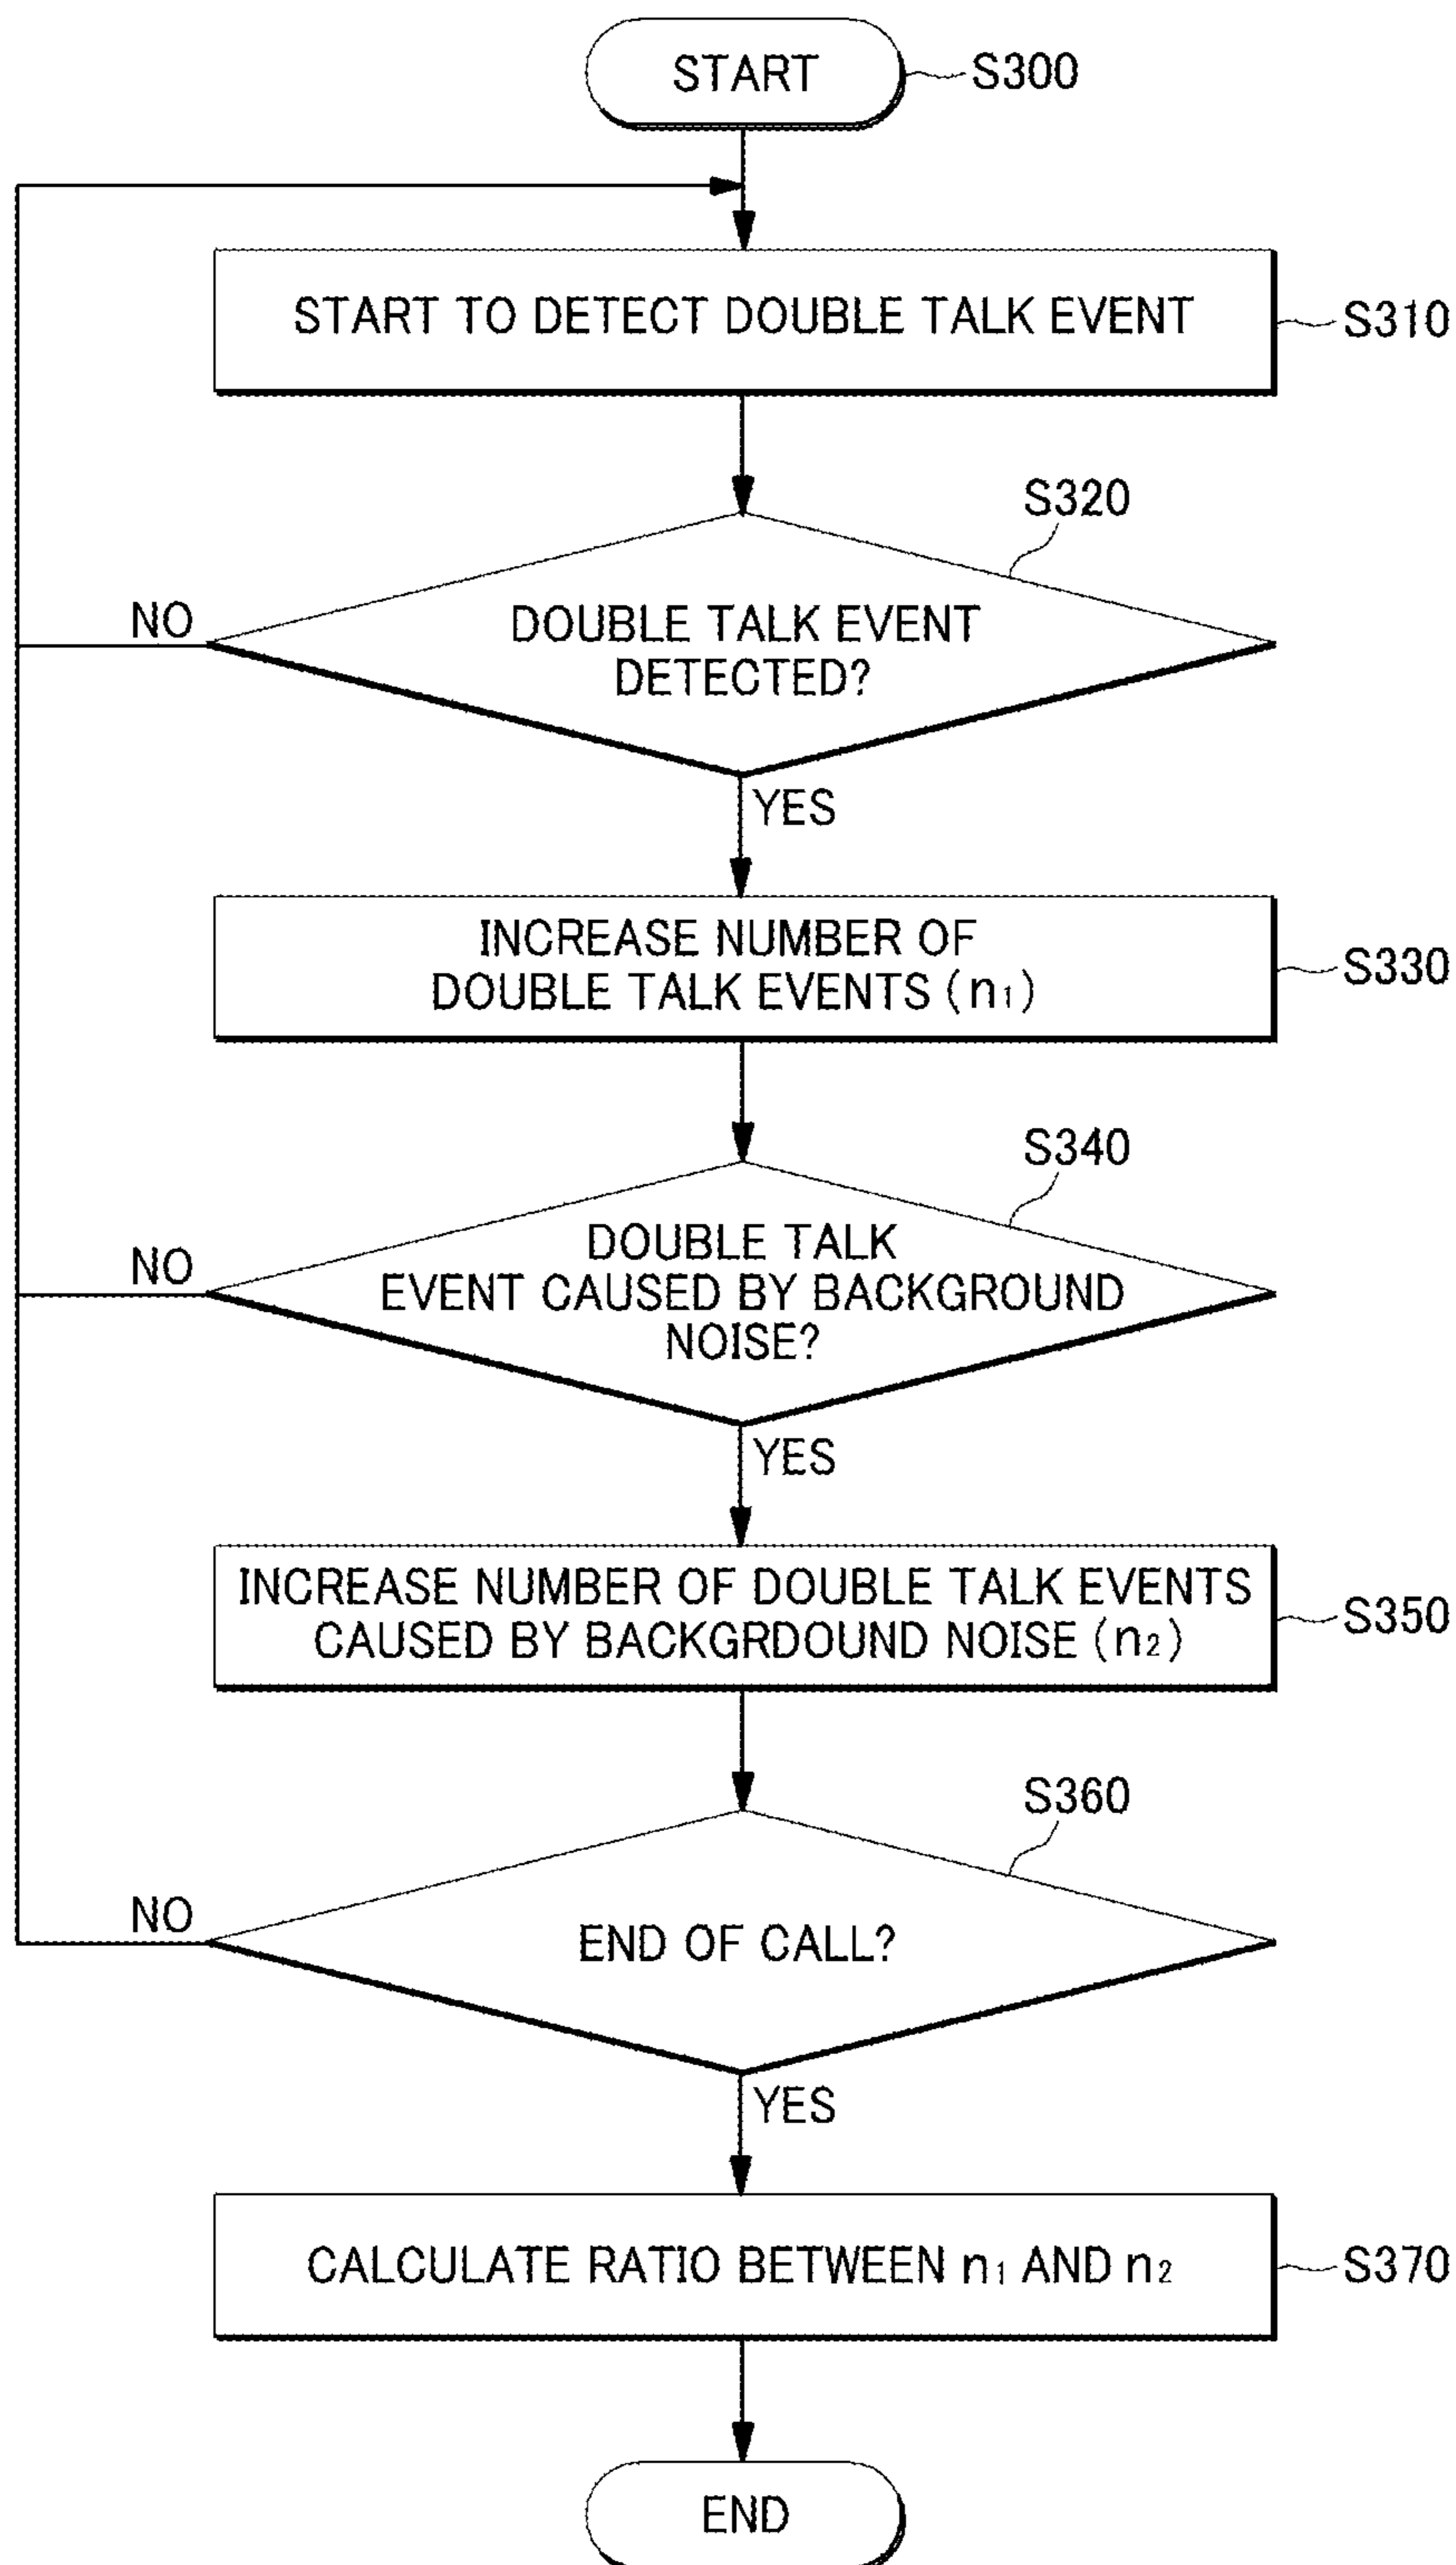 START
S300
START TO DETECT DOUBLE TALK EVENT
S310
S320
DOUBLE TALK EVENT
DETECTED?
NO
YES
INCREASE NUMBER OF
DOUBLE TALK EVENTS (n₁)
S330
S340
DOUBLE TALK
EVENT CAUSED BY BACKGROUND
NOISE?
NO
YES
INCREASE NUMBER OF DOUBLE TALK EVENTS
CAUSED BY BACKGRDOUND NOISE (n₂)
S350
S360
END OF CALL?
NO
YES
CALCULATE RATIO BETWEEN n₁ AND n₂
S370
END